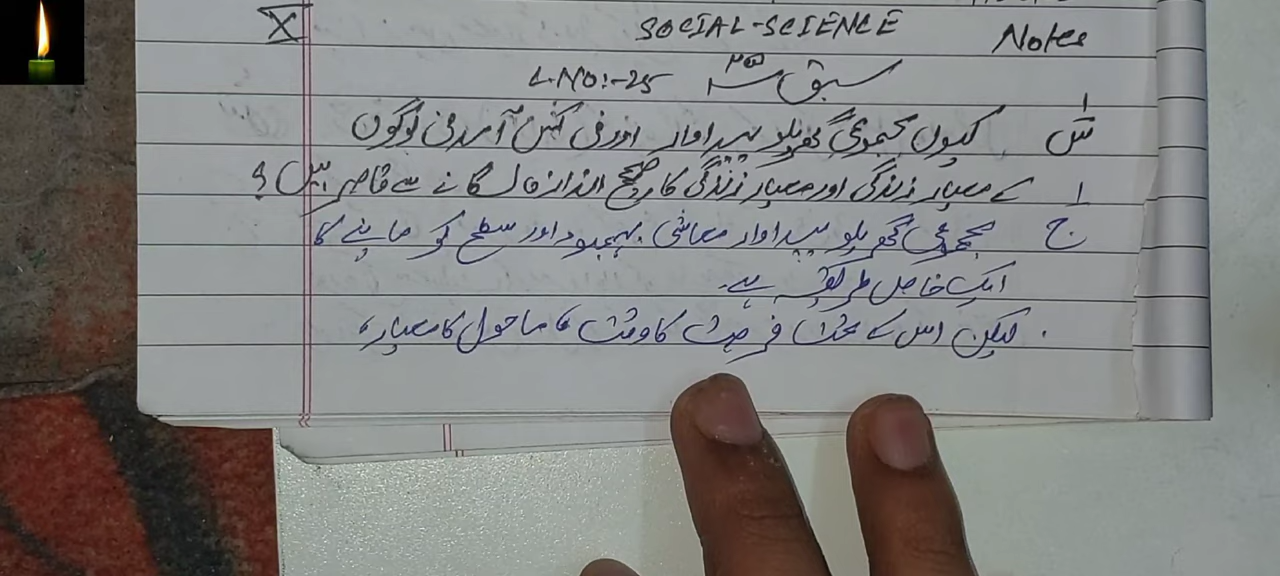 X SOCIAL-SCIENCE Notes
L.NO:-25 سبق ۲۵
س ۱ کیوں مجموعی گھریلو پیداوار اور فی کس آمدنی لوگوں
کے معیار زندگی اور معیار زندگی کا صحیح اندازہ لگانے سے قاصر ہیں؟
ج مجموعی گھریلو پیداوار معاشی بہبود اور سطح کو ماپنے کا
ایک خاص طریقہ ہے۔
. لیکن اس کے تحت فرصت کا وقت، ماحول کا معیار،